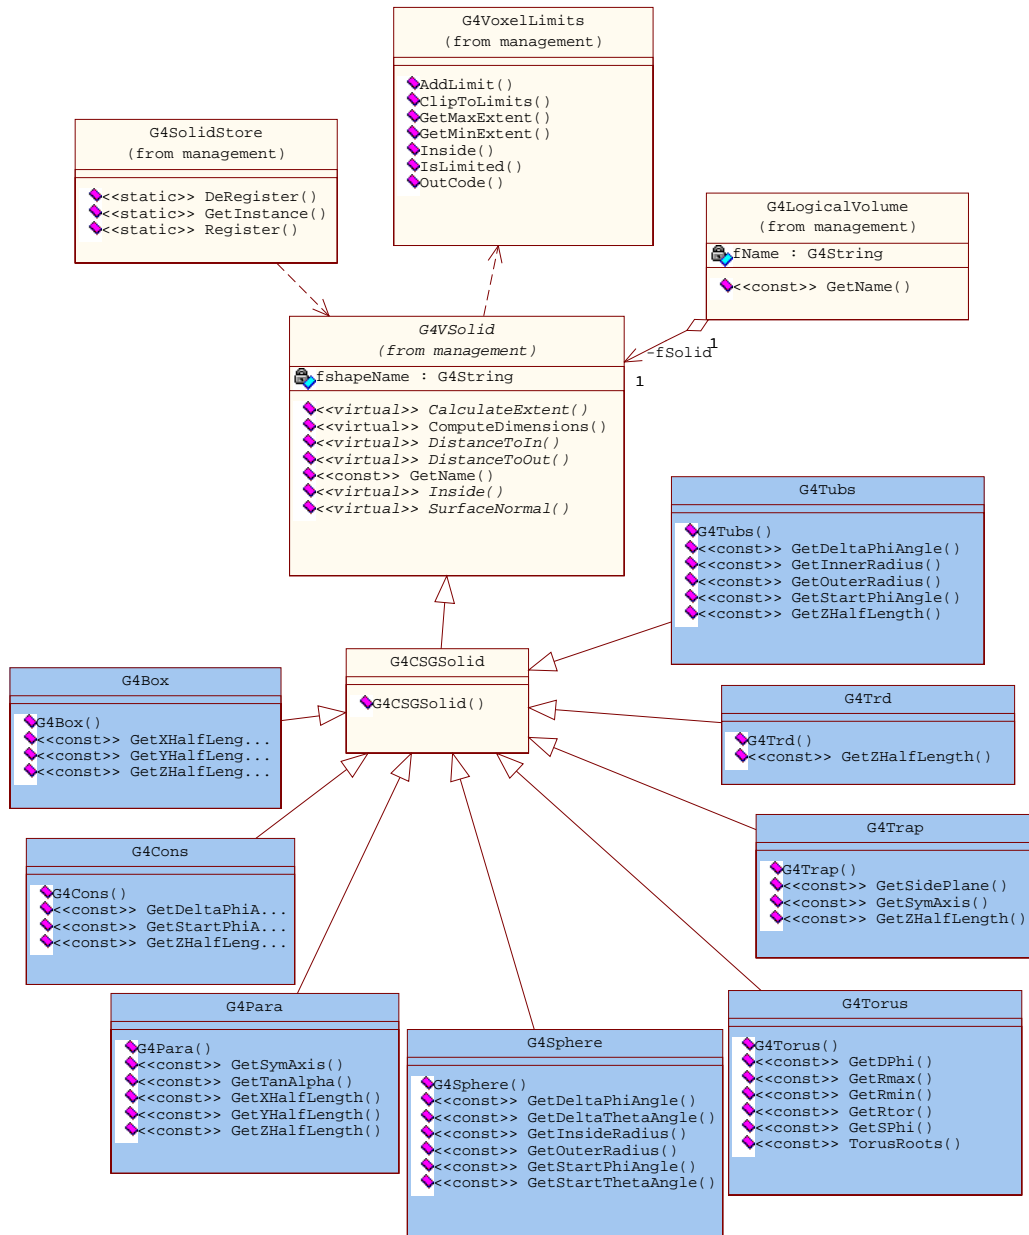 G4VoxelLimits
(from management)
AddLimit()
ClipToLimits()
GetMaxExtent()
GetMinExtent()
Inside()
IsLimited()
OutCode()
G4SolidStore
(from management)
<<static>> DeRegister()
<<static>> GetInstance()
<<static>> Register()
G4LogicalVolume
(from management)
fName : G4String
<<const>> GetName()
1
-fSolid
1
G4VSolid
(from management)
fshapeName : G4String
<<virtual>> CalculateExtent()
<<virtual>> ComputeDimensions()
<<virtual>> DistanceToIn()
<<virtual>> DistanceToOut()
<<const>> GetName()
<<virtual>> Inside()
<<virtual>> SurfaceNormal()
G4Tubs
G4Tubs()
<<const>> GetDeltaPhiAngle()
<<const>> GetInnerRadius()
<<const>> GetOuterRadius()
<<const>> GetStartPhiAngle()
<<const>> GetZHalfLength()
G4CSGSolid
G4CSGSolid()
G4Box
G4Box()
<<const>> GetXHalfLeng...
<<const>> GetYHalfLeng...
<<const>> GetZHalfLeng...
G4Trd
G4Trd()
<<const>> GetZHalfLength()
G4Trap
G4Trap()
<<const>> GetSidePlane()
<<const>> GetSymAxis()
<<const>> GetZHalfLength()
G4Cons
G4Cons()
<<const>> GetDeltaPhiA...
<<const>> GetStartPhiA...
<<const>> GetZHalfLeng...
G4Para
G4Para()
<<const>> GetSymAxis()
<<const>> GetTanAlpha()
<<const>> GetXHalfLength()
<<const>> GetYHalfLength()
<<const>> GetZHalfLength()
G4Sphere
G4Sphere()
<<const>> GetDeltaPhiAngle()
<<const>> GetDeltaThetaAngle()
<<const>> GetInsideRadius()
<<const>> GetOuterRadius()
<<const>> GetStartPhiAngle()
<<const>> GetStartThetaAngle()
G4Torus
G4Torus()
<<const>> GetDPhi()
<<const>> GetRmax()
<<const>> GetRmin()
<<const>> GetRtor()
<<const>> GetSPhi()
<<const>> TorusRoots()